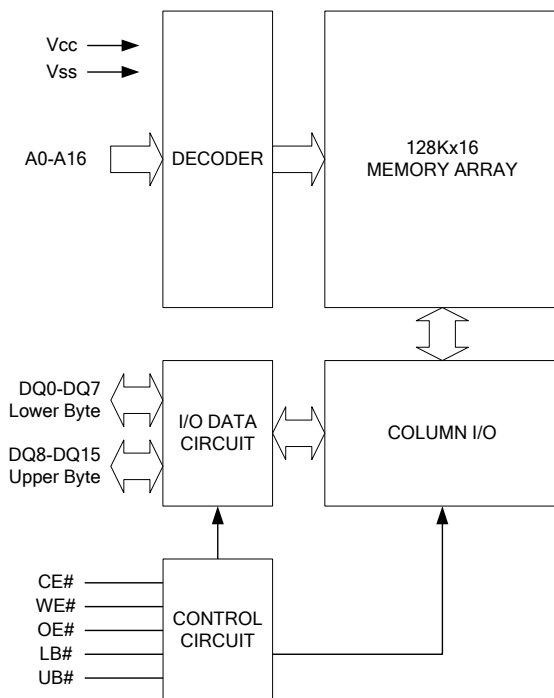 Vcc
Vss
A0-A16
DECODER
128Kx16
MEMORY ARRAY
DQ0-DQ7
Lower Byte
DQ8-DQ15
Upper Byte
I/O DATA
CIRCUIT
COLUMN I/O
CE#
WE#
OE#
LB#
UB#
CONTROL
CIRCUIT